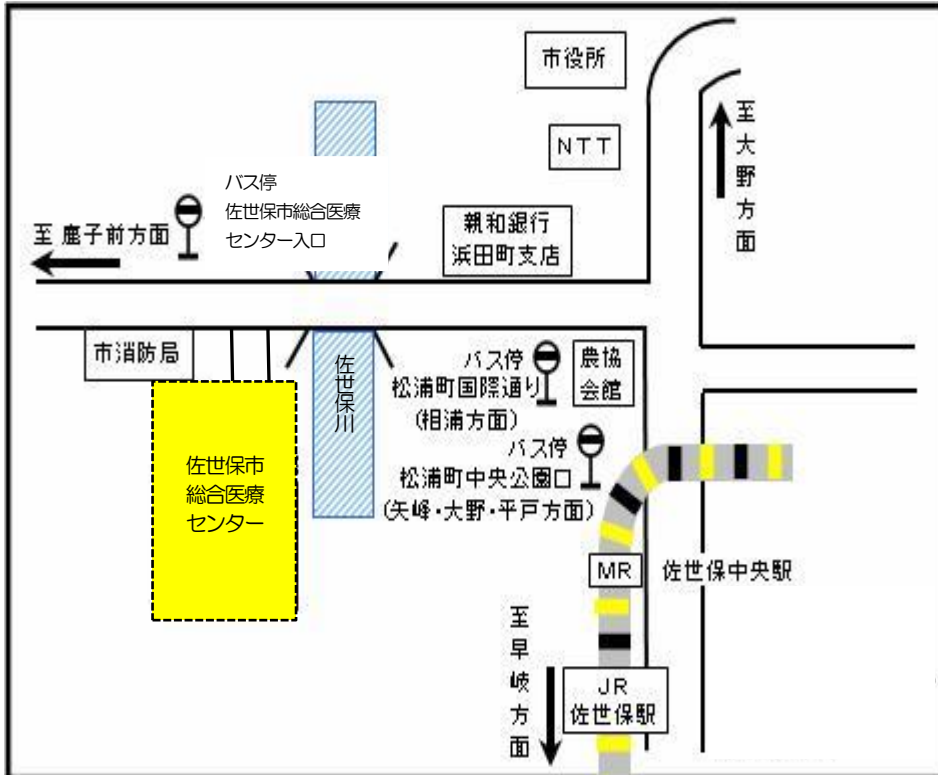 市役所
NTT
至大野方面
バス停
佐世保市総合医療
センター入口
至 鹿子前方面
親和銀行
浜田町支店
市消防局
佐世保川
バス停
松浦町国際通り
(相浦方面)
農協
会館
バス停
松浦町中央公園口
(矢峰・大野・平戸方面)
佐世保市
総合医療
センター
MR
佐世保中央駅
至早岐方面
JR
佐世保駅